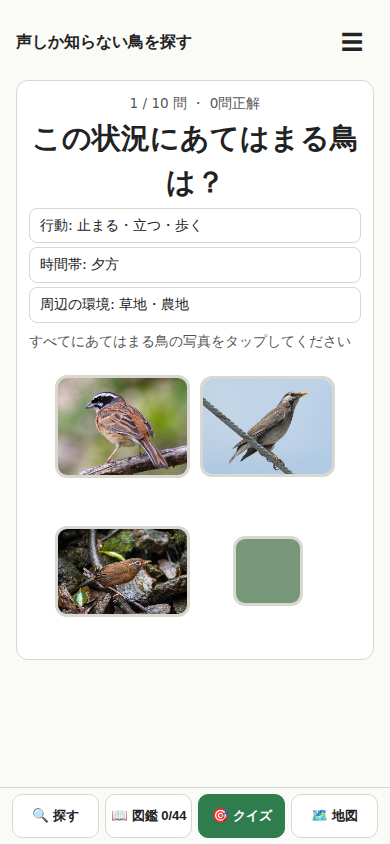 声しか知らない鳥を探す
1 / 10 問 ・ 0問正解
この状況にあてはまる鳥
は？
行動: 止まる・立つ・歩く
時間帯: 夕方
周辺の環境: 草地・農地
すべてにあてはまる鳥の写真をタップしてください
探す
図鑑 0/44
クイズ
地図